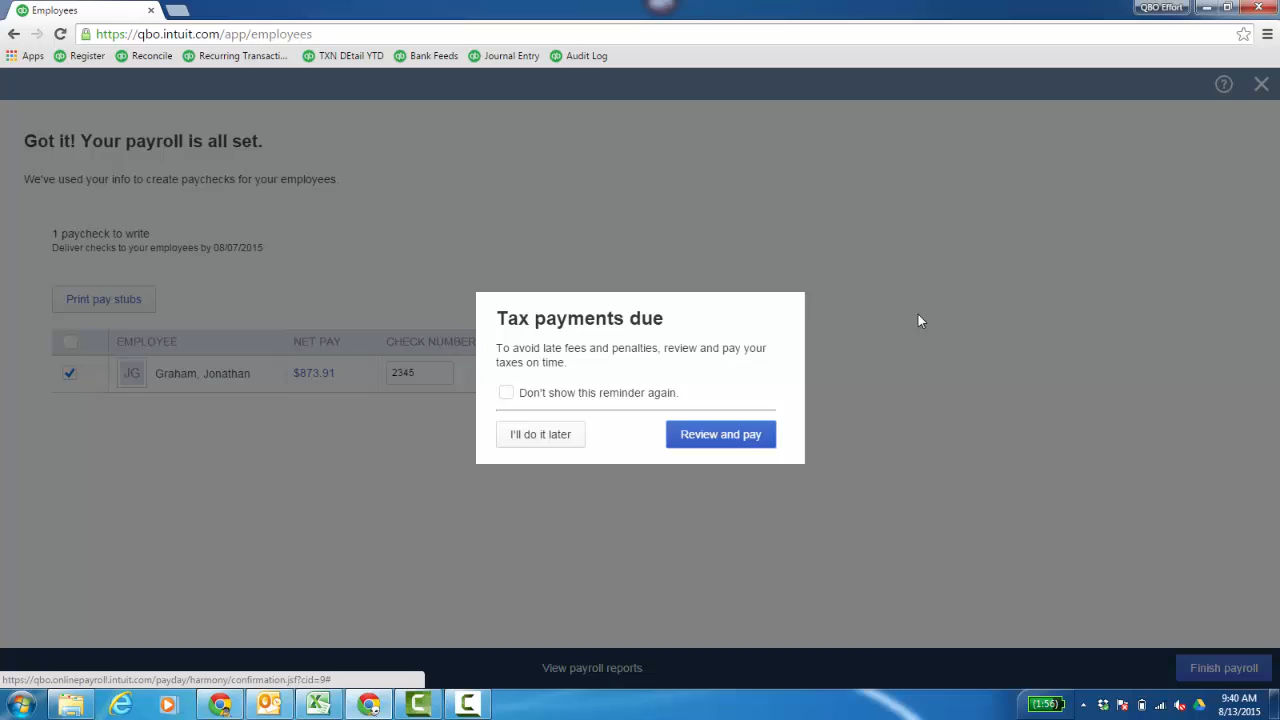 Employees
QBO Effort
https://qbo.intuit.com/app/employees
Apps Register Reconcile Recurring Transacti... TXN DEtail YTD Bank Feeds Journal Entry Audit Log
Got it! Your payroll is all set.
We've used your info to create paychecks for your employees.
1 paycheck to write
Deliver checks to your employees by 08/07/2015
Print pay stubs
EMPLOYEE NET PAY CHECK NUMBER
JG Graham, Jonathan $873.91 2345
Tax payments due
To avoid late fees and penalties, review and pay your
taxes on time.
Don't show this reminder again.
I'll do it later Review and pay
View payroll reports Finish payroll
https://qbo.onlinepayroll.intuit.com/payday/harmony/confirmation.jsf?cid=9#
(1:56) 9:40 AM
8/13/2015